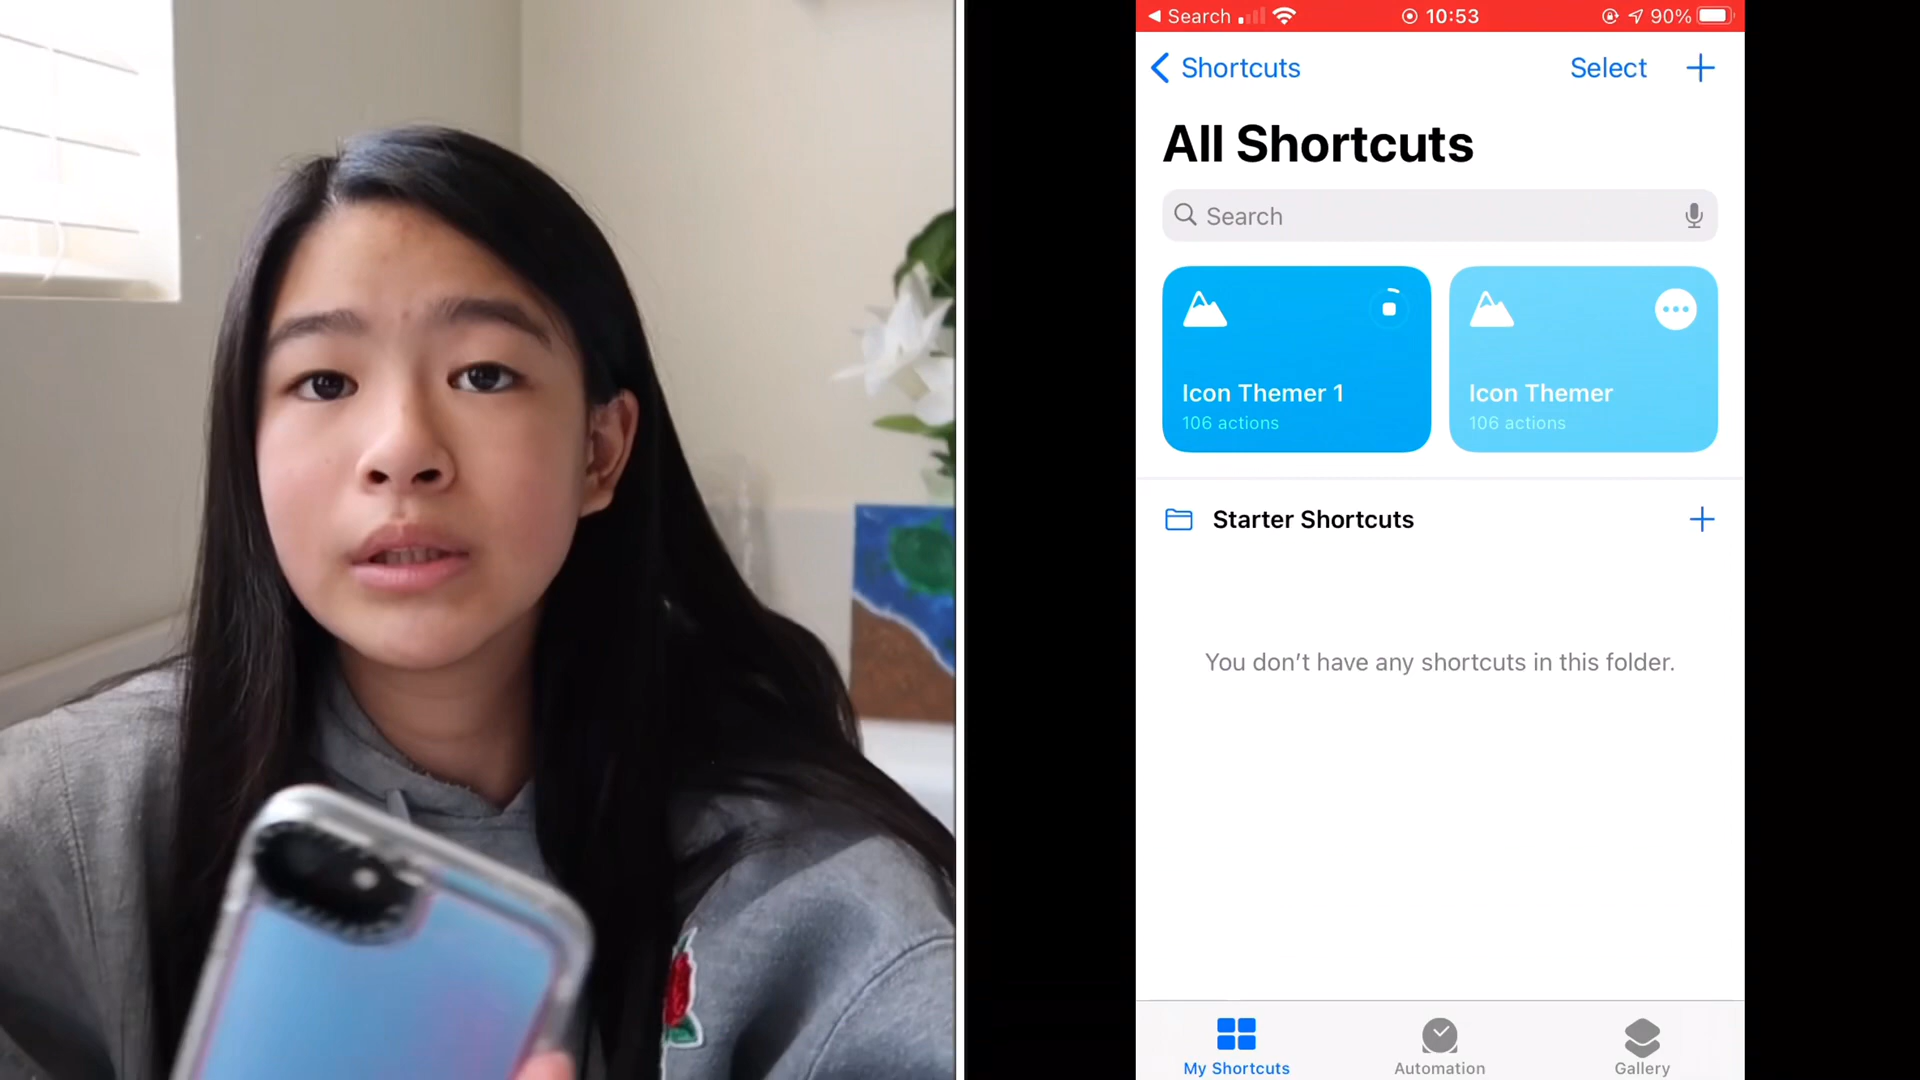 Search
10:53
90%
Shortcuts
Select
All Shortcuts
Search
Icon Themer 1
106 actions
Icon Themer
106 actions
Starter Shortcuts
You don’t have any shortcuts in this folder.
My Shortcuts
Automation
Gallery